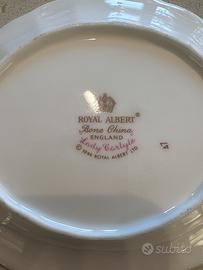 ROYAL ALBERT®
Bone China
ENGLAND
Lady Carlyle
© 1944 ROYAL ALBERT LTD
subito